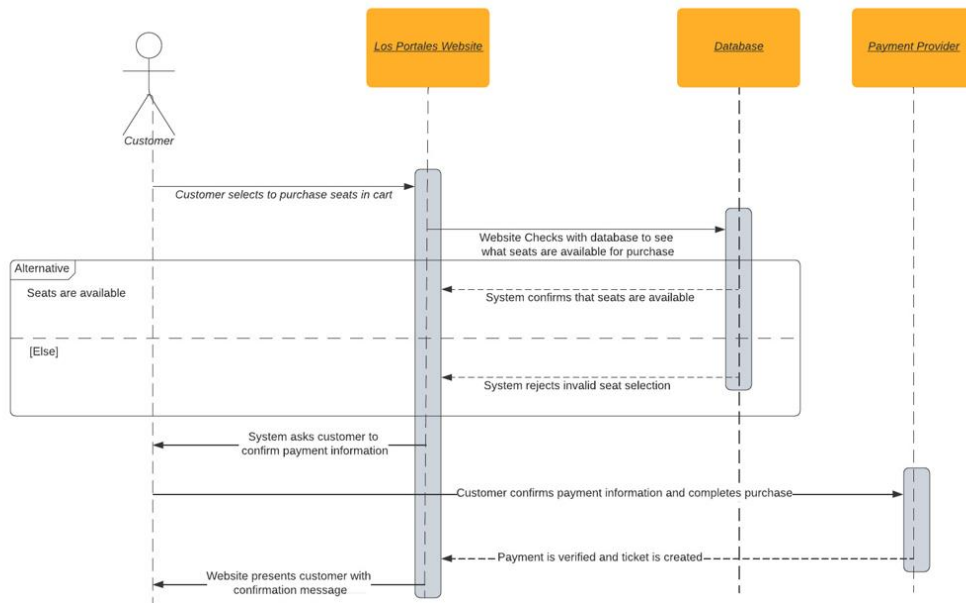 Los Portales Website
Database
Payment Provider
Customer
Customer selects to purchase seats in cart
Website Checks with database to see
what seats are available for purchase
Alternative
Seats are available
System confirms that seats are available
[Else]
System rejects invalid seat selection
System asks customer to
confirm payment information
Customer confirms payment information and completes purchase
Payment is verified and ticket is created
Website presents customer with
confirmation message